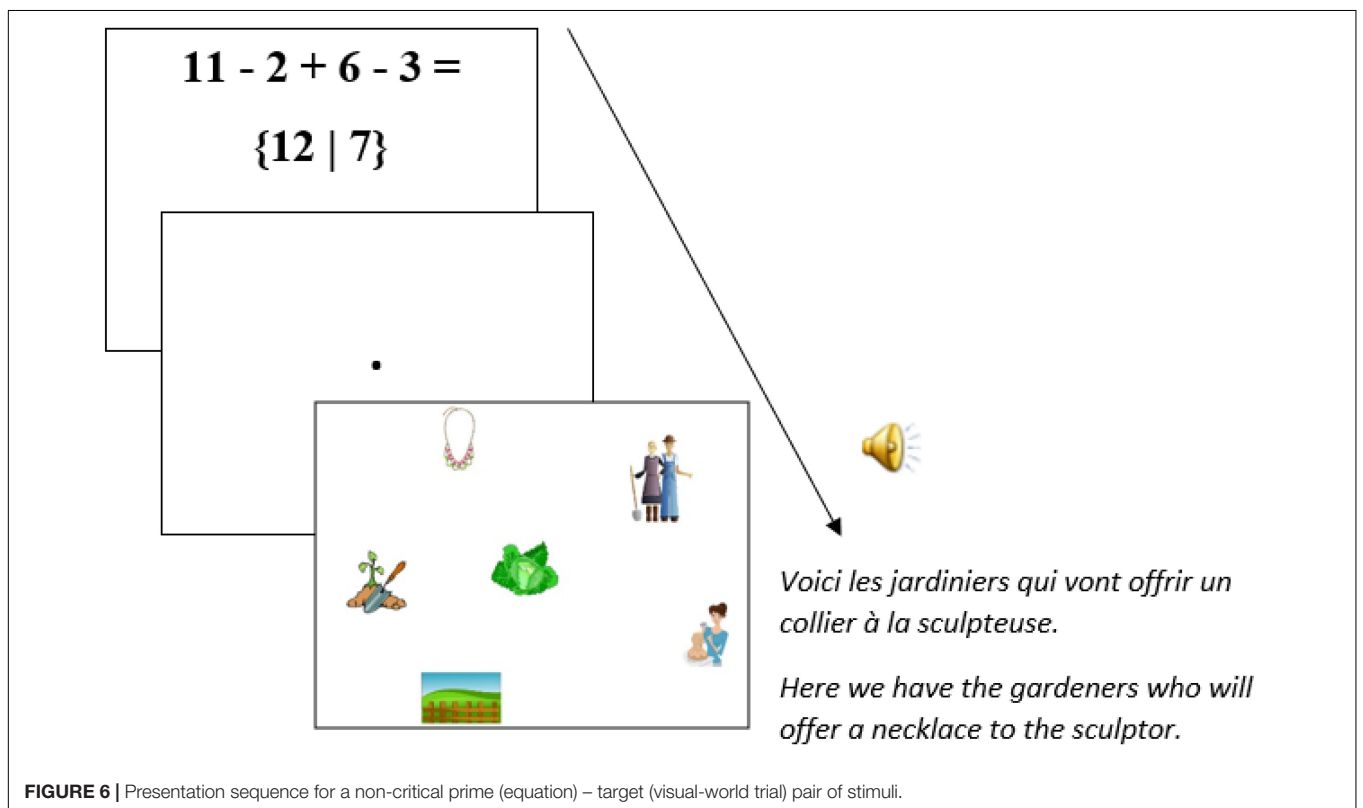 11 - 2 + 6 - 3 =
{12 | 7}
Voici les jardiniers qui vont offrir un
collier à la sculpteuse.
Here we have the gardeners who will
offer a necklace to the sculptor.
FIGURE 6 | Presentation sequence for a non-critical prime (equation) – target (visual-world trial) pair of stimuli.